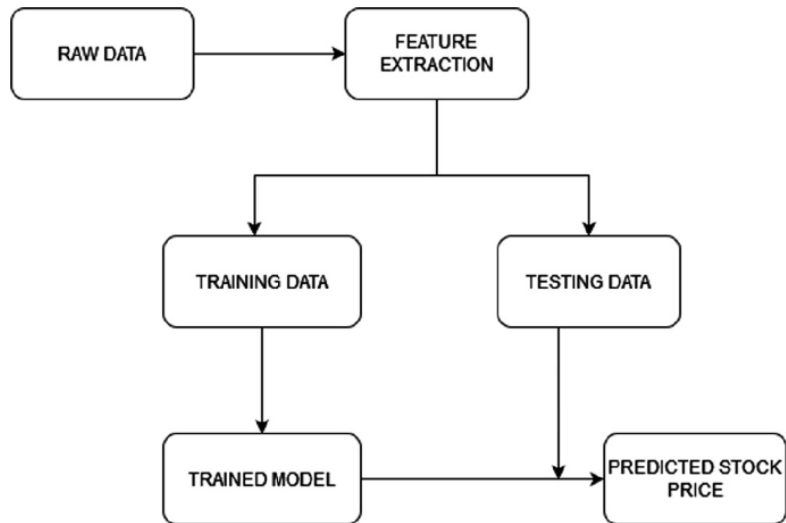 RAW DATA
FEATURE
EXTRACTION
TRAINING DATA
TESTING DATA
TRAINED MODEL
PREDICTED STOCK
PRICE